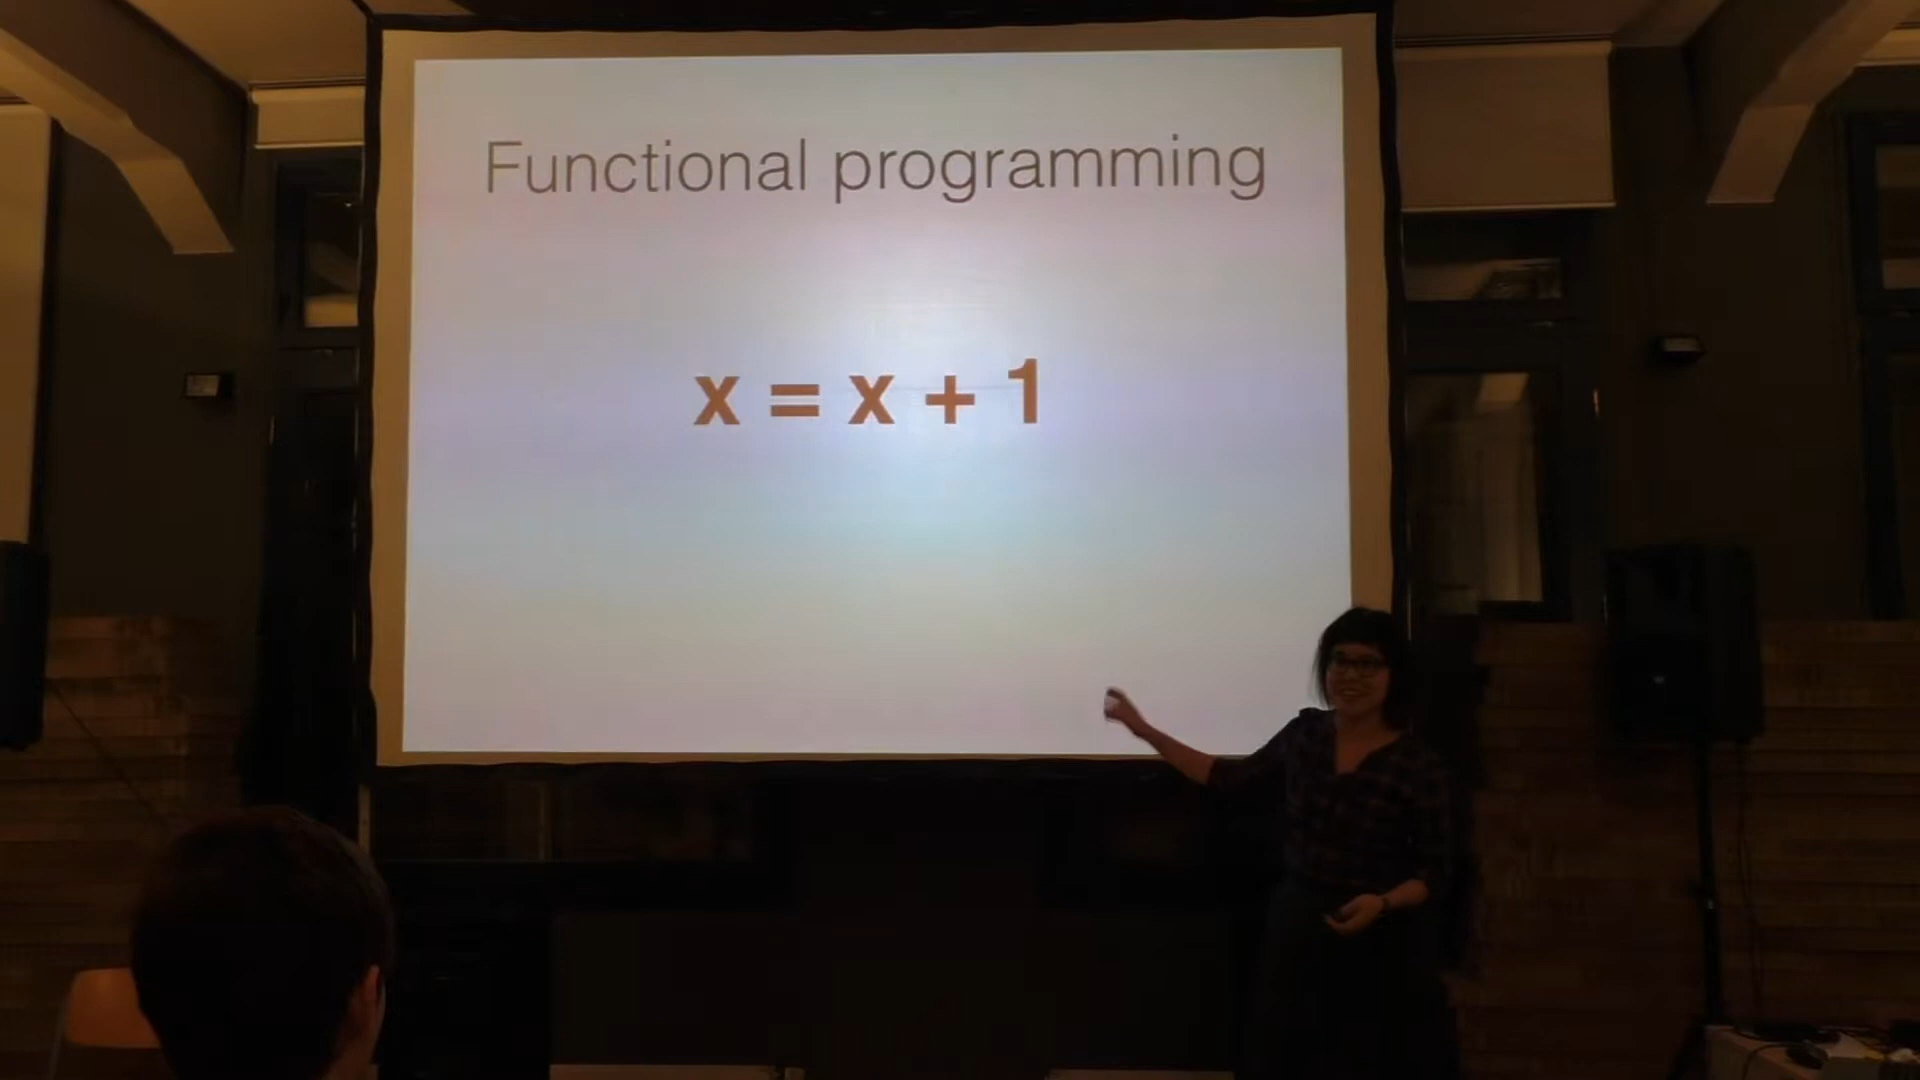 Functional programming
x = x + 1